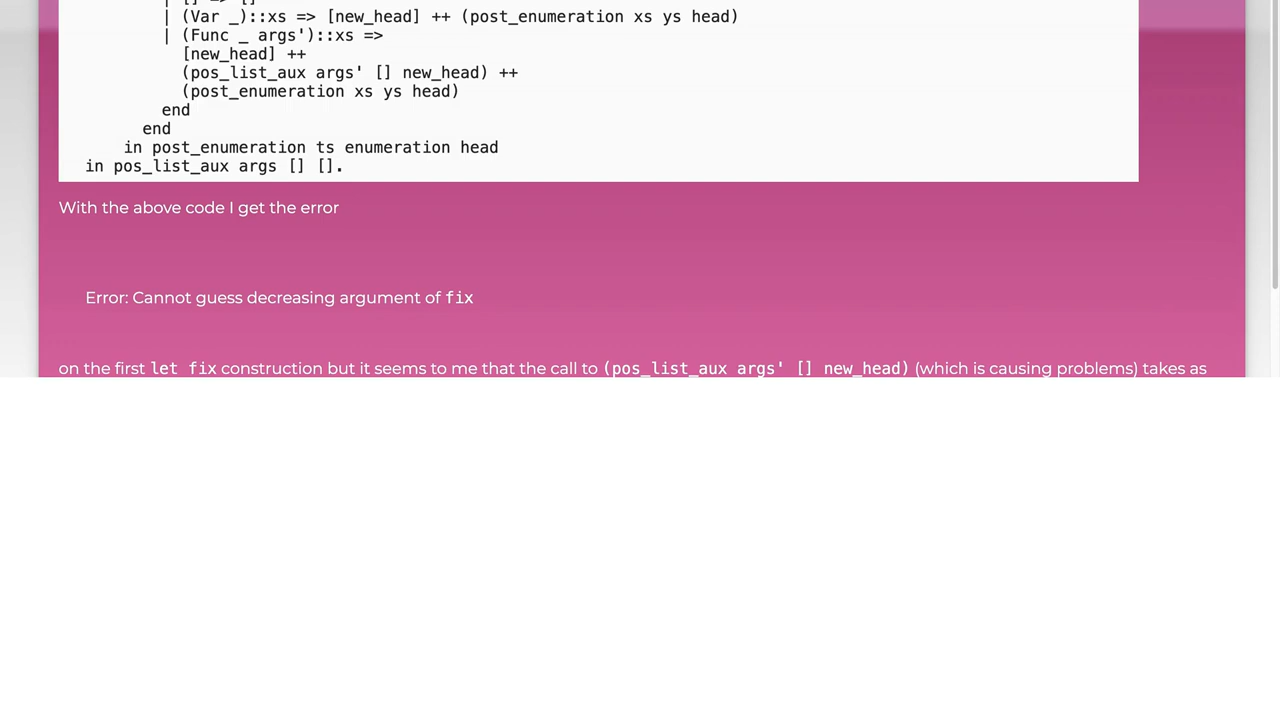 | [] => []
| (Var _)::xs => [new_head] ++ (post_enumeration xs ys head)
| (Func _ args')::xs =>
[new_head] ++
(pos_list_aux args' [] new_head) ++
(post_enumeration xs ys head)
end
end
in post_enumeration ts enumeration head
in pos_list_aux args [] [].
With the above code I get the error
Error: Cannot guess decreasing argument of fix
on the first let fix construction but it seems to me that the call to (pos_list_aux args' [] new_head) (which is causing problems) takes as